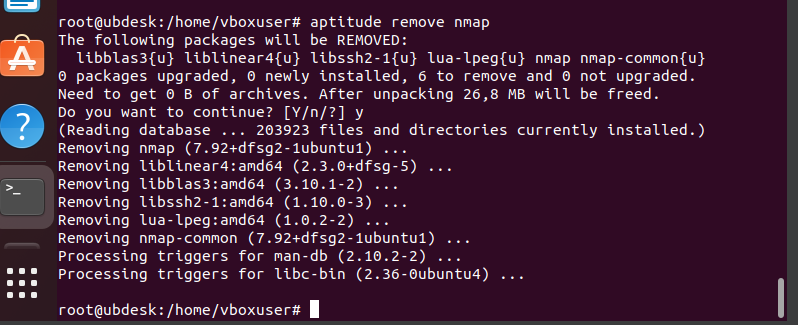 root@ubdesk:/home/vboxuser# aptitude remove nmap
The following packages will be REMOVED:
  libblas3{u} liblinear4{u} libssh2-1{u} lua-lpeg{u} nmap nmap-common{u}
0 packages upgraded, 0 newly installed, 6 to remove and 0 not upgraded.
Need to get 0 B of archives. After unpacking 26,8 MB will be freed.
Do you want to continue? [Y/n/?] y
(Reading database ... 203923 files and directories currently installed.)
Removing nmap (7.92+dfsg2-1ubuntu1) ...
Removing liblinear4:amd64 (2.3.0+dfsg-5) ...
Removing libblas3:amd64 (3.10.1-2) ...
Removing libssh2-1:amd64 (1.10.0-3) ...
Removing lua-lpeg:amd64 (1.0.2-2) ...
Removing nmap-common (7.92+dfsg2-1ubuntu1) ...
Processing triggers for man-db (2.10.2-2) ...
Processing triggers for libc-bin (2.36-0ubuntu4) ...
root@ubdesk:/home/vboxuser#